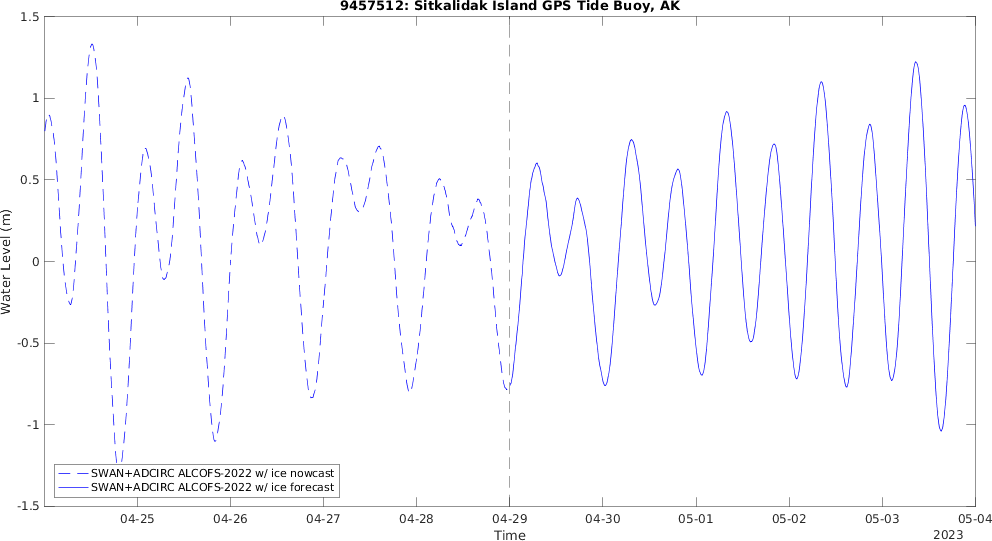 9457512: Sitkalidak Island GPS Tide Buoy, AK
1.5
1
0.5
0
-0.5
-1
-1.5
Water Level (m)
SWAN+ADCIRC ALCOFS-2022 w/ ice nowcast
SWAN+ADCIRC ALCOFS-2022 w/ ice forecast
04-25 04-26 04-27 04-28 04-29 04-30 05-01 05-02 05-03 05-04
Time
2023